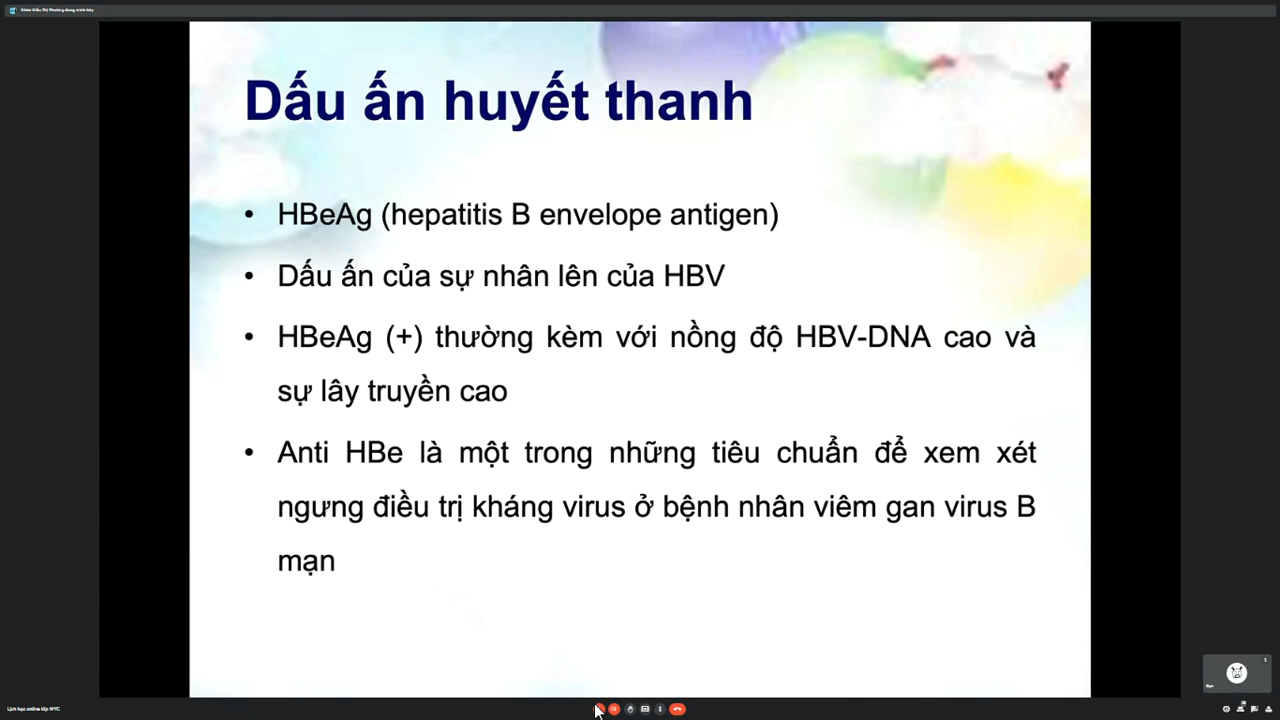 Dấu ấn huyết thanh
• HBeAg (hepatitis B envelope antigen)
• Dấu ấn của sự nhân lên của HBV
• HBeAg (+) thường kèm với nồng độ HBV-DNA cao và
sự lây truyền cao
• Anti HBe là một trong những tiêu chuẩn để xem xét
ngưng điều trị kháng virus ở bệnh nhân viêm gan virus B
mạn